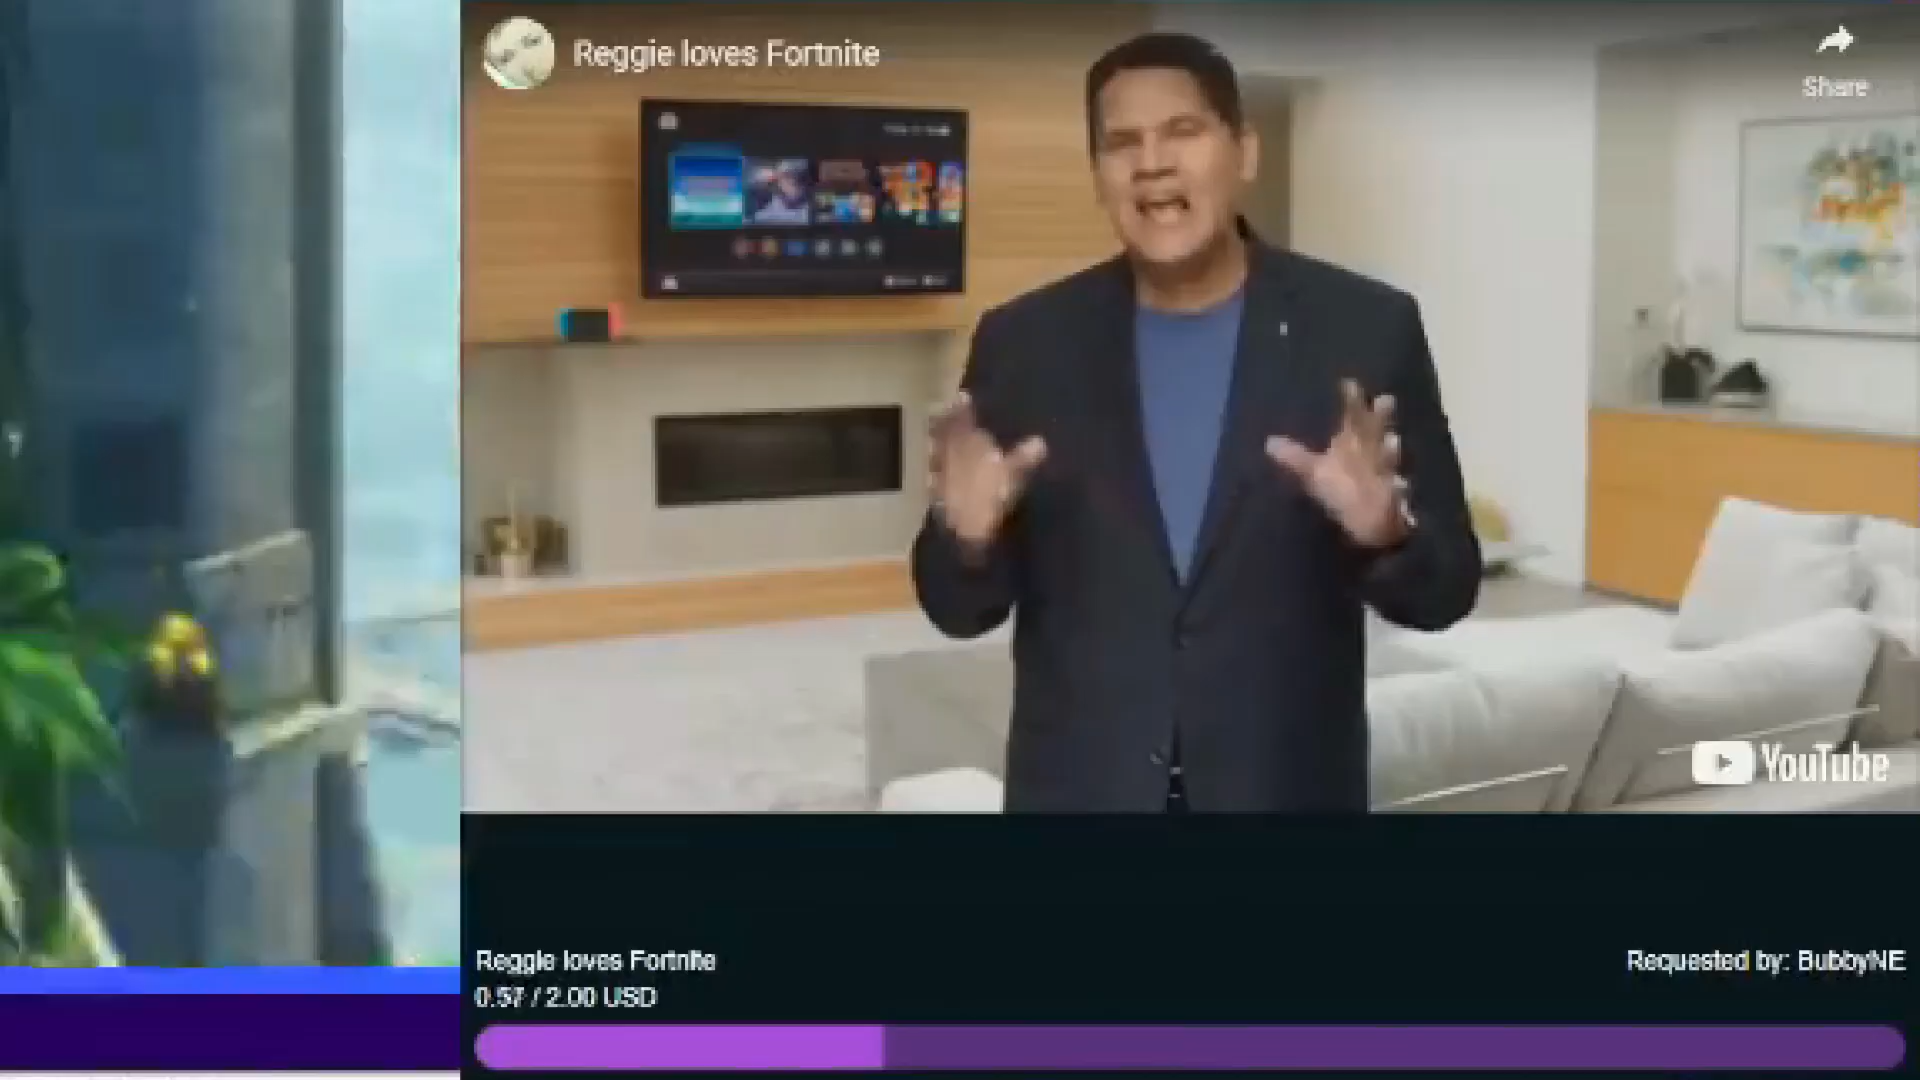 Reggie loves Fortnite
Share
YouTube
Reggie loves Fortnite
Requested by: BubbyNE
0.57 / 2.00 USD